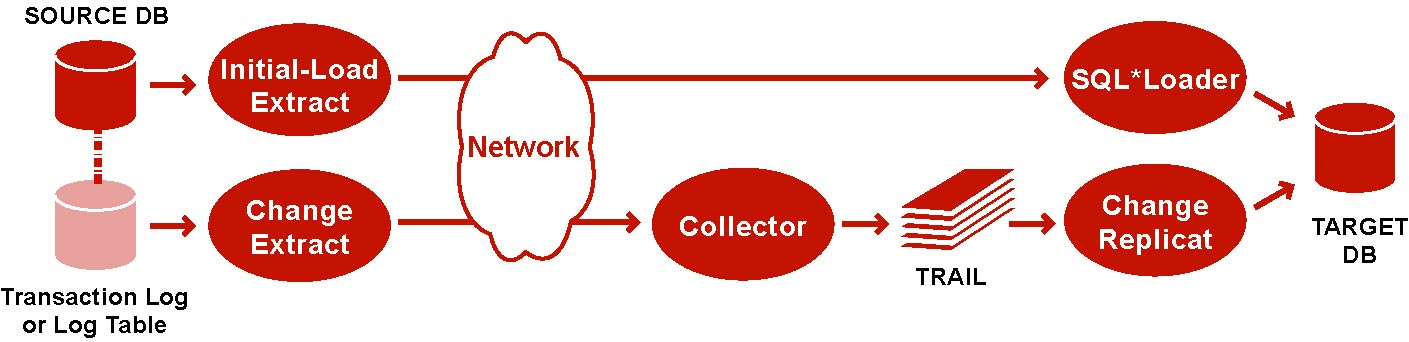 SOURCE DB
Initial-Load
Extract
Network
SQL*Loader
Change
Extract
Collector
TRAIL
Change
Replicat
TARGET
DB
Transaction Log
or Log Table